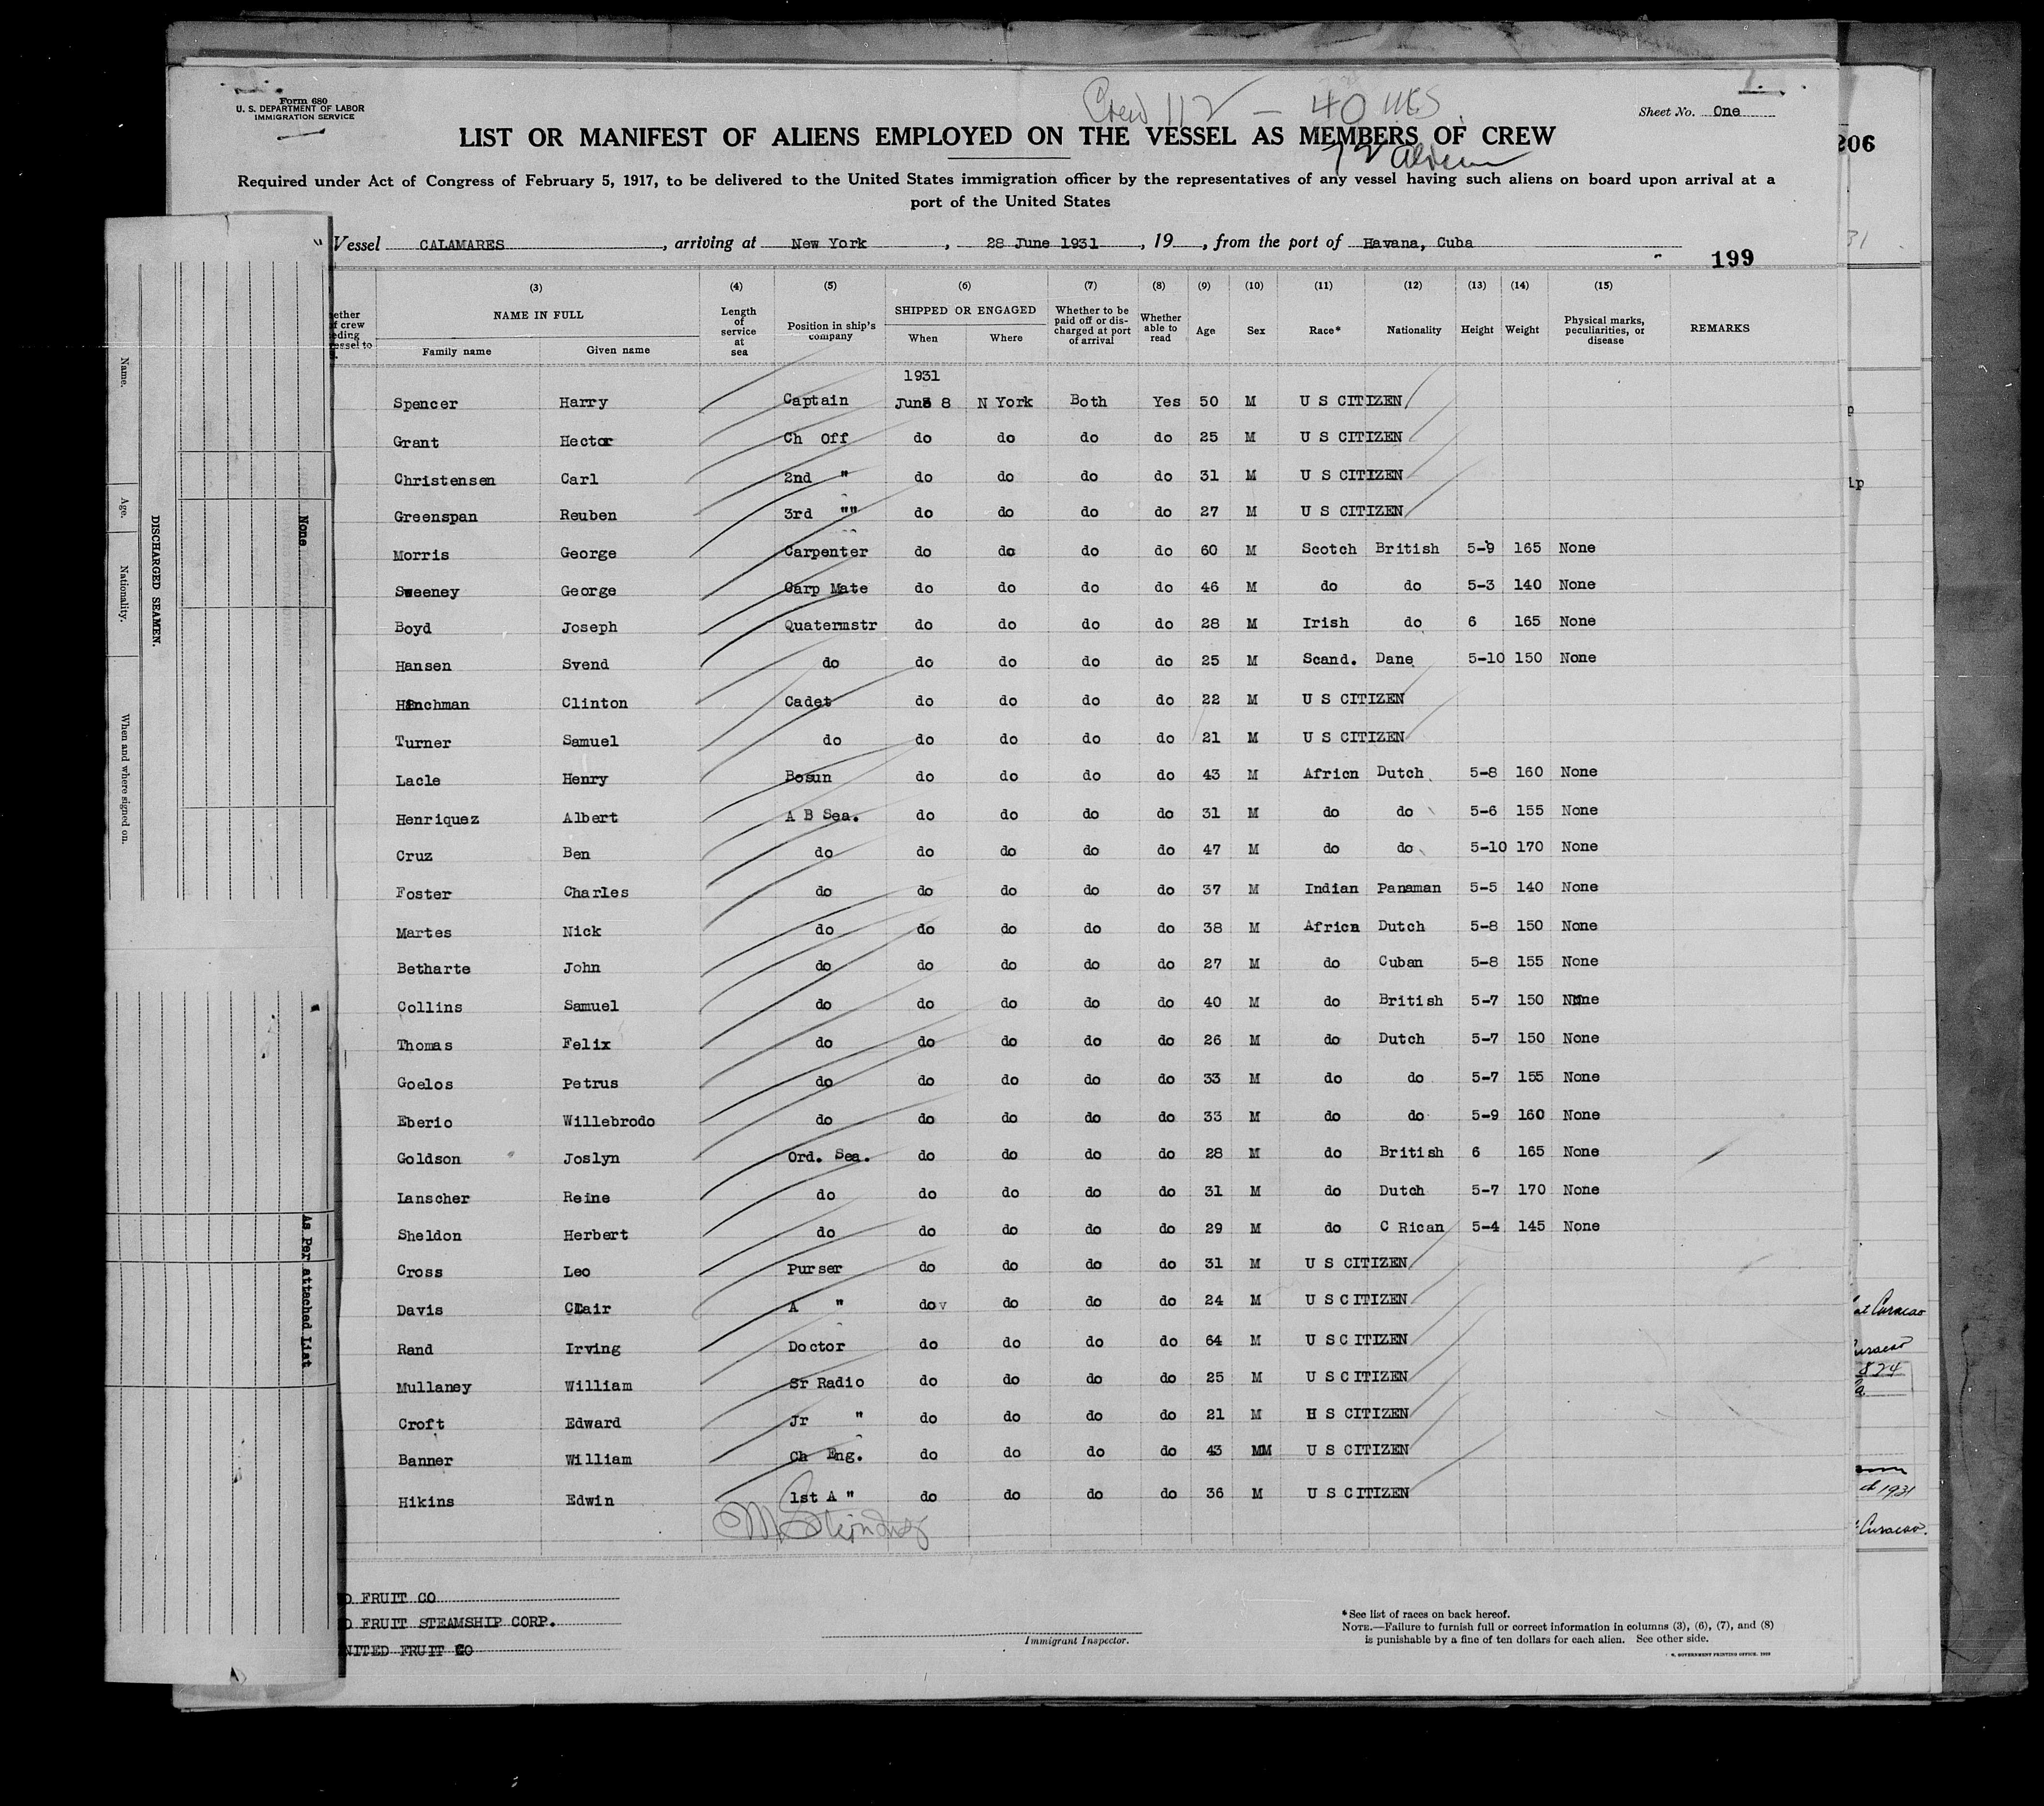 Form 680
U. S. DEPARTMENT OF LABOR
IMMIGRATION SERVICE
Crew 112 — 40 US
Sheet No. One
LIST OR MANIFEST OF ALIENS EMPLOYED ON THE VESSEL AS MEMBERS OF CREW
72 Aliens
206
Required under Act of Congress of February 5, 1917, to be delivered to the United States immigration officer by the representatives of any vessel having such aliens on board upon arrival at a
port of the United States
Vessel CALAMARES, arriving at New York, 28 June 1931, 19 , from the port of Havana, Cuba
31
199
(3) (4) (5) (6) (7) (8) (9) (10) (11) (12) (13) (14) (15)
NAME IN FULL
Family name Given name
Length of service at sea
Position in ship's company
SHIPPED OR ENGAGED
When Where
Whether to be paid off or discharged at port of arrival
Whether able to read
Age Sex Race* Nationality Height Weight
Physical marks, peculiarities, or disease
REMARKS
1931
Spencer Harry Captain June 8 N York Both Yes 50 M U S CITIZEN
Grant Hector Ch Off do do do do 25 M U S CITIZEN
Christensen Carl 2nd " do do do do 31 M U S CITIZEN
Greenspan Reuben 3rd "" do do do do 27 M U S CITIZEN
Morris George Carpenter do do do do 60 M Scotch British 5-9 165 None
Sweeney George Carp Mate do do do do 46 M do do 5-3 140 None
Boyd Joseph Quatermstr do do do do 28 M Irish do 6 165 None
Hansen Svend do do do do do 25 M Scand. Dane 5-10 150 None
Hinchman Clinton Cadet do do do do 22 M U S CITIZEN
Turner Samuel do do do do do 21 M U S CITIZEN
Lacle Henry Bosun do do do do 43 M Africn Dutch 5-8 160 None
Henriquez Albert A B Sea. do do do do 31 M do do 5-6 155 None
Cruz Ben do do do do do 47 M do do 5-10 170 None
Foster Charles do do do do do 37 M Indian Panaman 5-5 140 None
Martes Nick do do do do do 38 M Africn Dutch 5-8 150 None
Betharte John do do do do do 27 M do Cuban 5-8 155 None
Collins Samuel do do do do do 40 M do British 5-7 150 None
Thomas Felix do do do do do 26 M do Dutch 5-7 150 None
Goelos Petrus do do do do do 33 M do do 5-7 155 None
Eberio Willebrodo do do do do do 33 M do do 5-9 160 None
Goldson Joslyn Ord. Sea. do do do do 28 M do British 6 165 None
Lanscher Reine do do do do do 31 M do Dutch 5-7 170 None
Sheldon Herbert do do do do do 29 M do C Rican 5-4 145 None
Cross Leo Purser do do do do 31 M U S CITIZEN
Davis Clair A " do do do do 24 M U S CITIZEN
Rand Irving Doctor do do do do 64 M U S CITIZEN
Mullaney William Sr Radio do do do do 25 M U S CITIZEN
Croft Edward Jr " do do do do 21 M H S CITIZEN
Banner William Ch Eng. do do do do 43 MM U S CITIZEN
Hikins Edwin 1st A " do do do do 36 M U S CITIZEN
FRUIT CO
FRUIT STEAMSHIP CORP.
NITED FRUIT CO
Immigrant Inspector.
*See list of races on back hereof.
NOTE.—Failure to furnish full or correct information in columns (3), (6), (7), and (8)
is punishable by a fine of ten dollars for each alien. See other side.
GOVERNMENT PRINTING OFFICE
Name.
Age.
Nationality.
When and where signed on.
DISCHARGED SEAMEN.
None
As Per attached List
at Curacao
824
1931
Curacao.